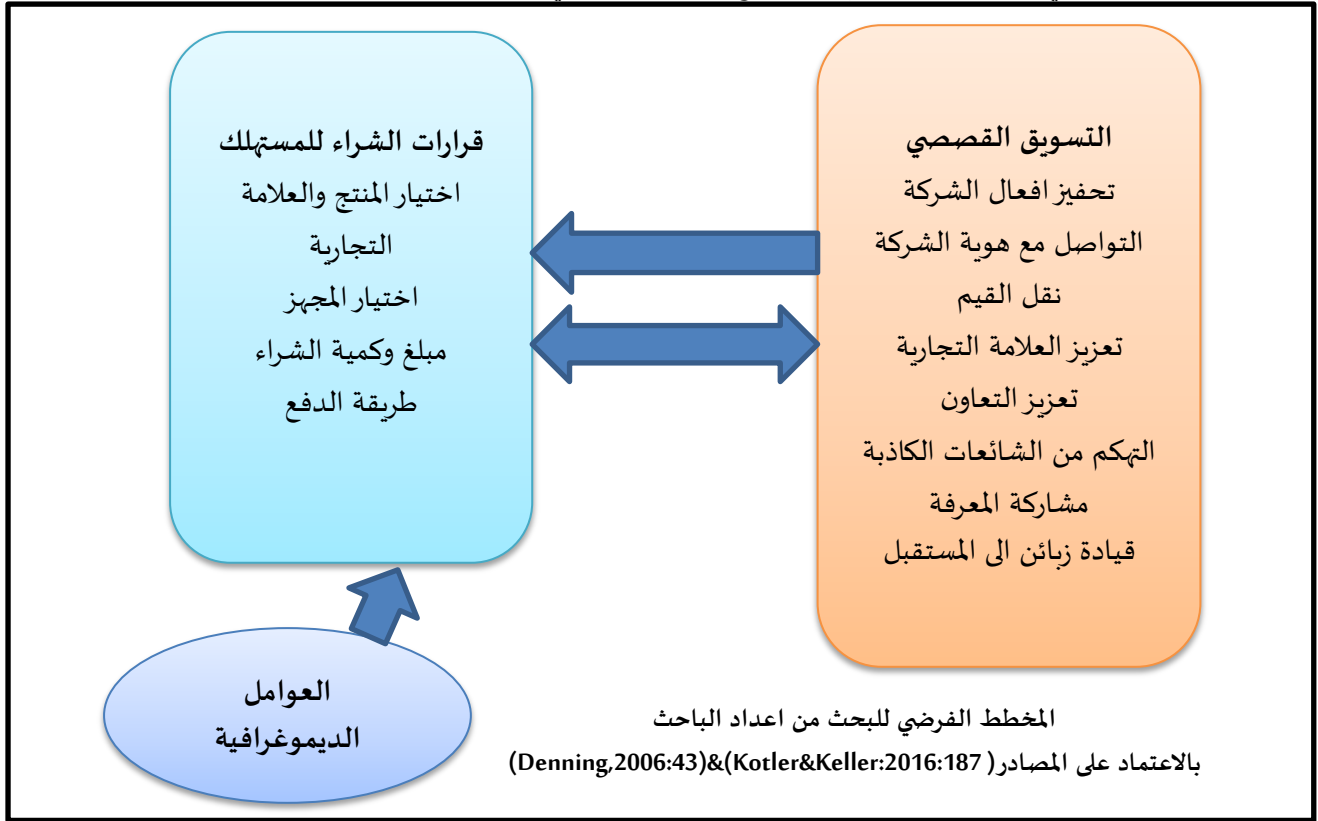 التسويق القصصي
تحفيز افعال الشركة
التواصل مع هوية الشركة
نقل القيم
تعزيز العلامة التجارية
تعزيز التعاون
التهكم من الشائعات الكاذبة
مشاركة المعرفة
قيادة زبائن الى المستقبل
قرارات الشراء للمستهلك
اختيار المنتج والعلامة
التجارية
اختيار المجهز
مبلغ وكمية الشراء
طريقة الدفع
العوامل
الديموغرافية
المخطط الفرضي للبحث من اعداد الباحث
بالاعتماد على المصادر( Kotler&Keller:2016:187)&(Denning,2006:43)